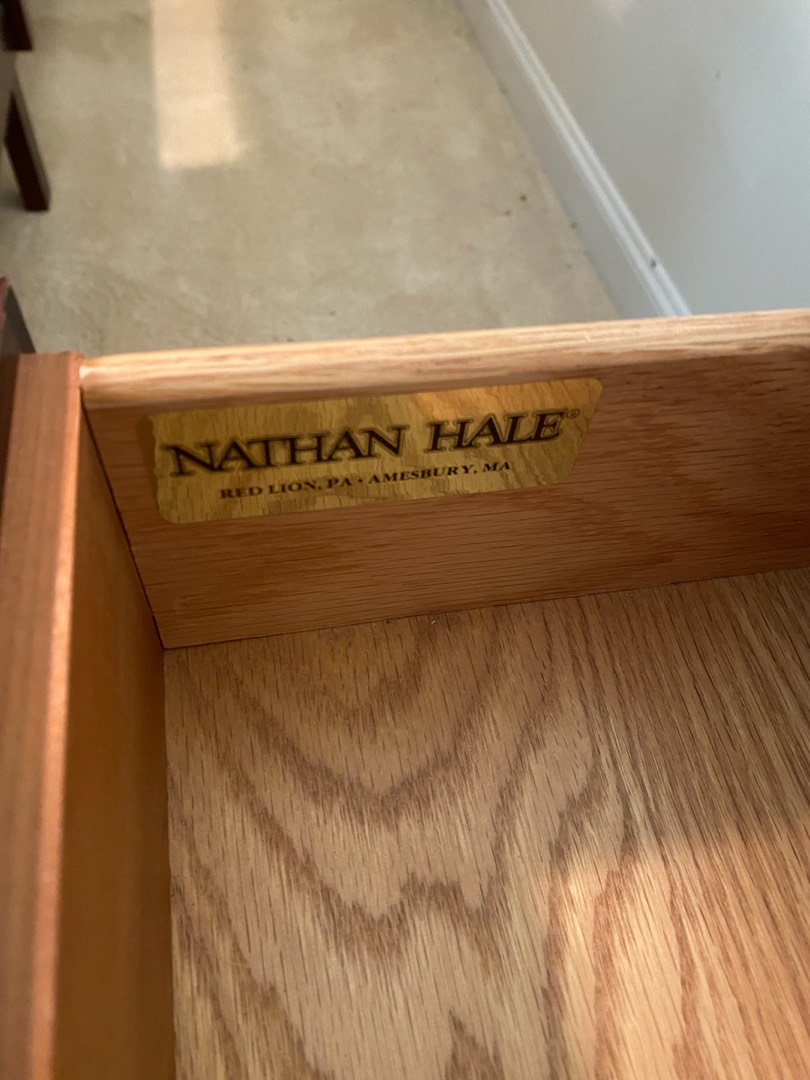 NATHAN HALE®
RED LION, PA • AMESBURY, MA